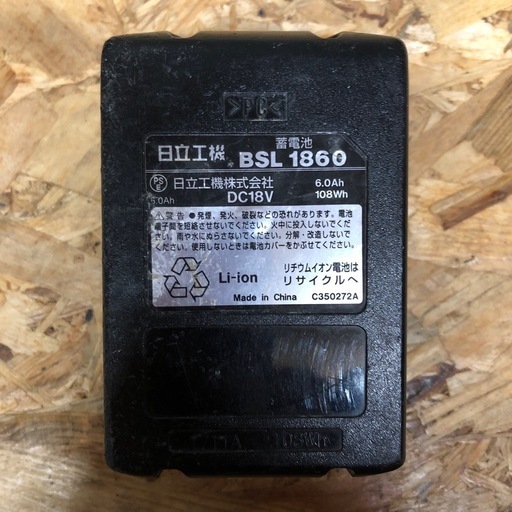 >PC<
日立工機 蓄電池 BSL 1860
PSE 日立工機株式会社 6.0Ah
6.0Ah DC18V 108Wh
警告 ●発煙、発火、破裂などの恐れがあります。電池
端子間を短絡させないでください。火中に投入しないでくだ
さい。雨や水にぬらさないでください。分解・改造しないで
ください。使用しないときは電池カバーをかぶせてください。
Li-ion リチウムイオン電池は
リサイクルへ
Made in China C350272A
108Wh